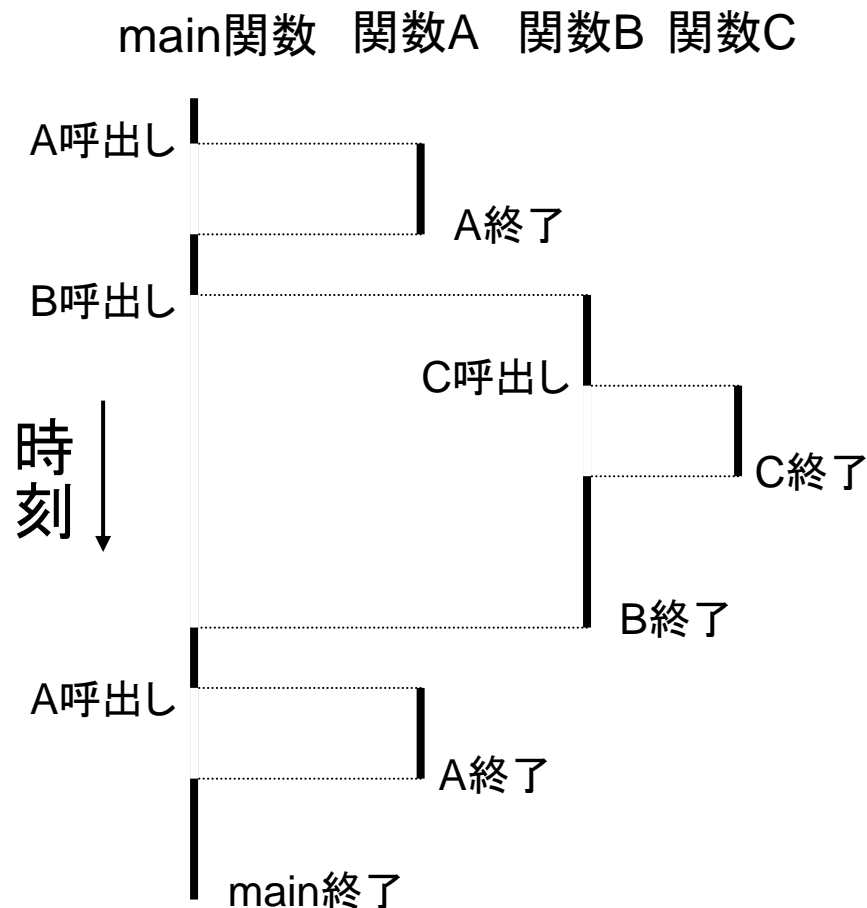 main関数 関数A 関数B 関数C
A呼出し
A終了
B呼出し
C呼出し
時刻
C終了
B終了
A呼出し
A終了
main終了